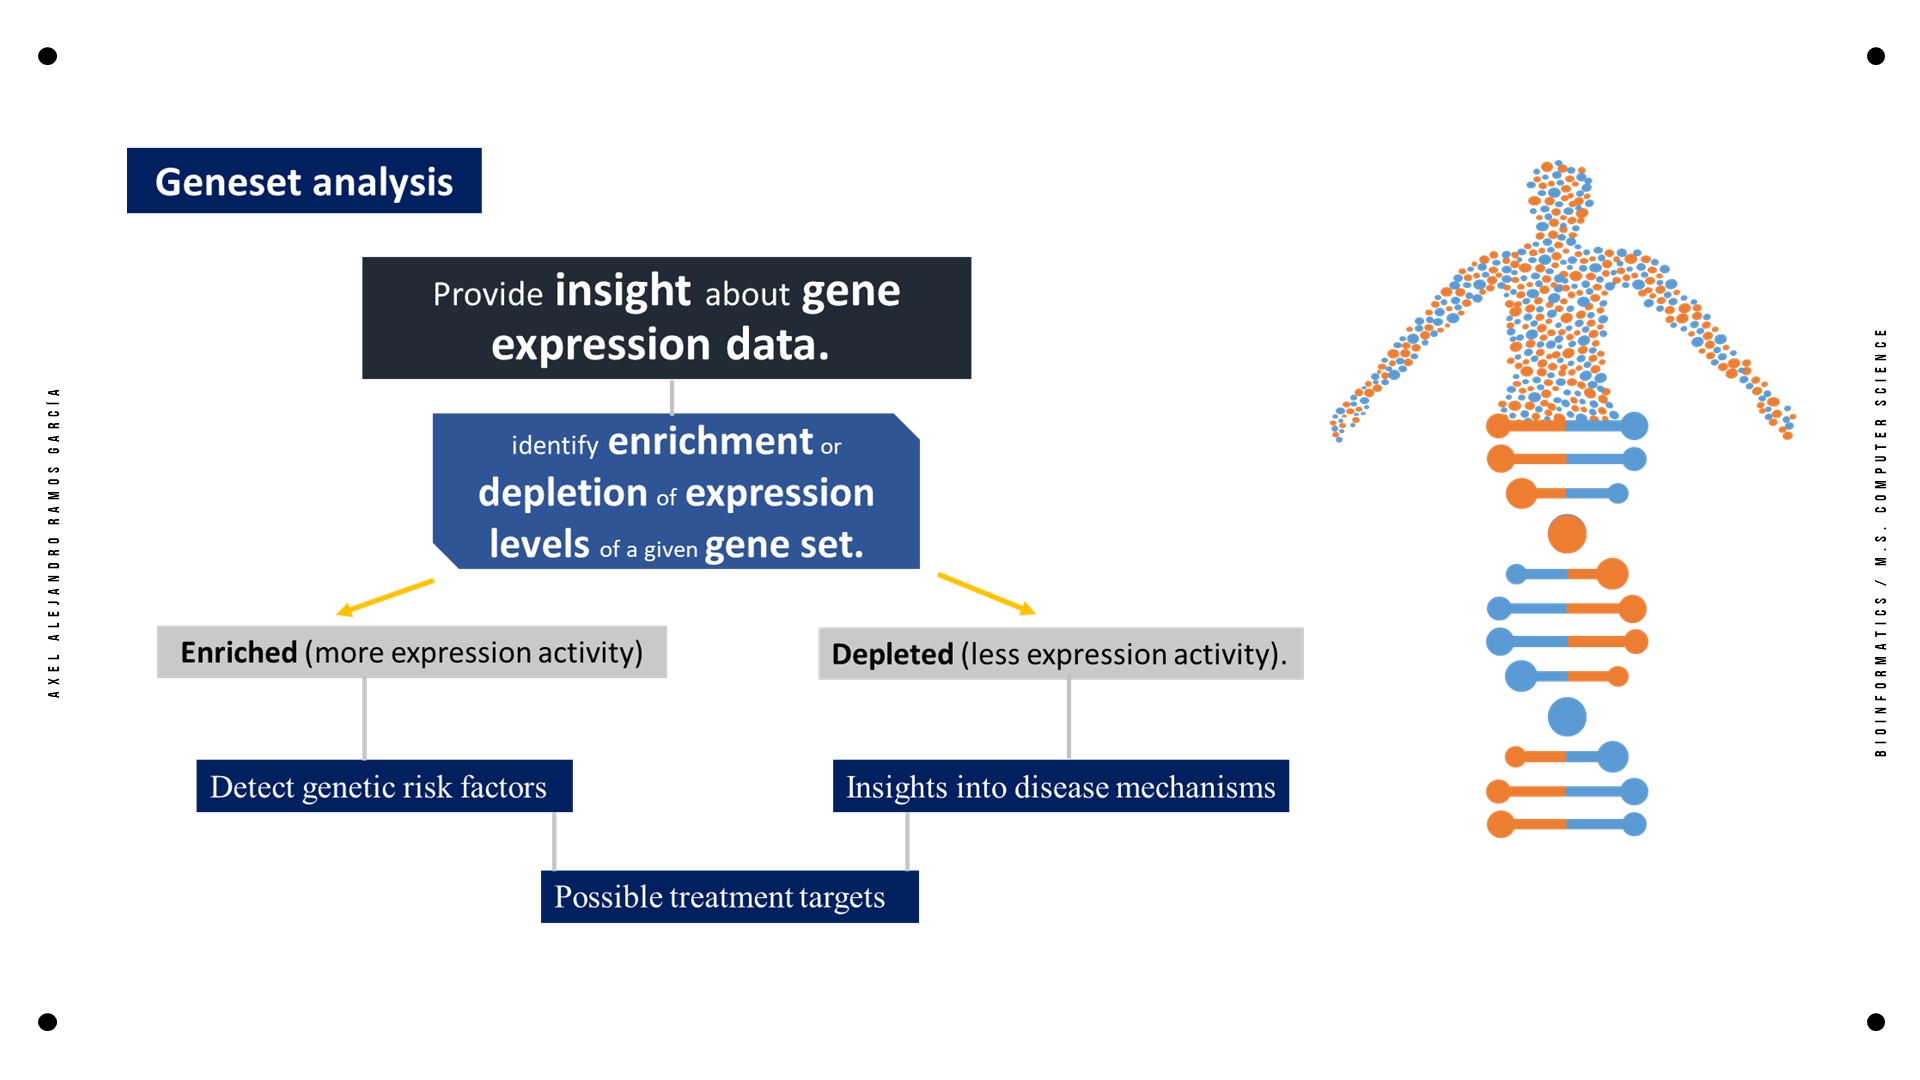 Geneset analysis
Provide insight about gene
expression data.
identify enrichment or
depletion of expression
levels of a given gene set.
Enriched (more expression activity)
Depleted (less expression activity).
Detect genetic risk factors
Insights into disease mechanisms
Possible treatment targets
AXEL ALEJANDRO RAMOS GARCÍA
BIOINFORMATICS / M.S. COMPUTER SCIENCE